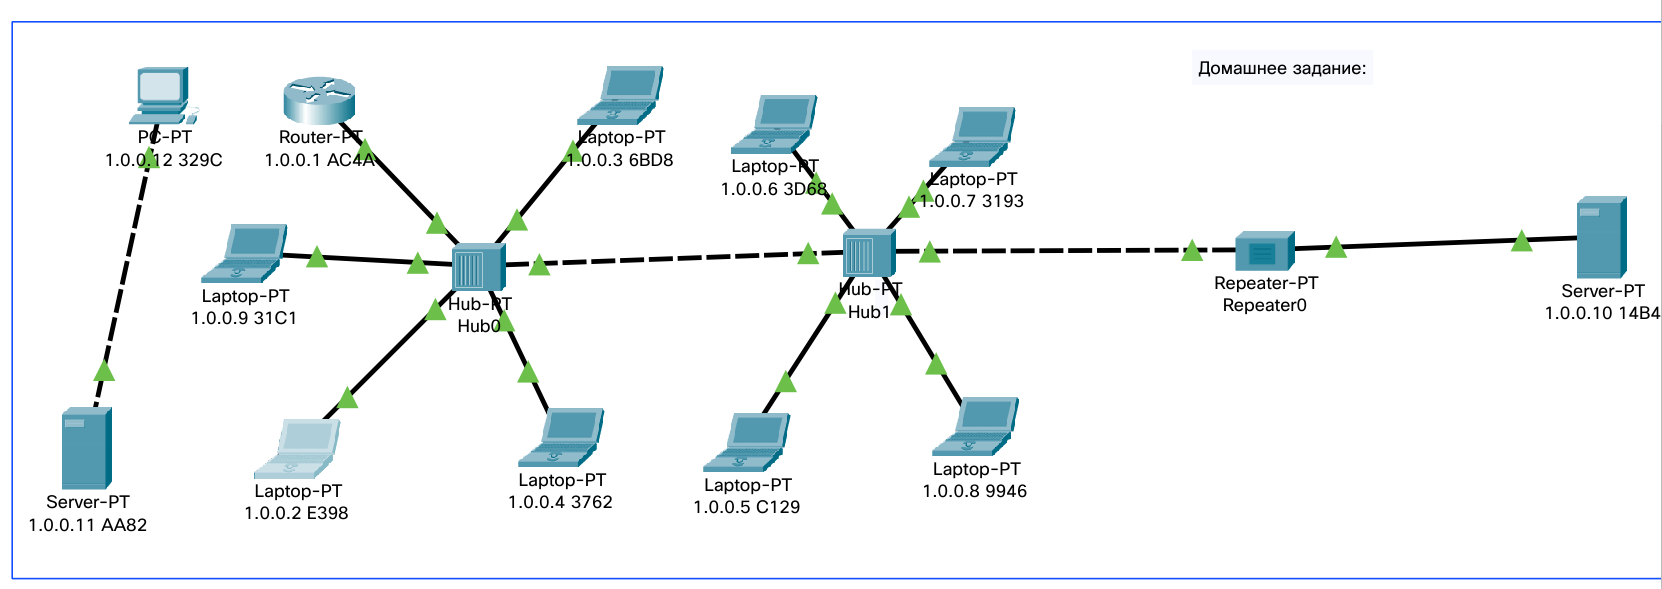 Домашнее задание:
PC-PT
1.0.0.12 329C
Router-PT
1.0.0.1 AC4A
Laptop-PT
1.0.0.3 6BD8
Laptop-PT
1.0.0.6 3D68
Laptop-PT
1.0.0.7 3193
Laptop-PT
1.0.0.9 31C1
Hub-PT
Hub0
Hub-PT
Hub1
Repeater-PT
Repeater0
Server-PT
1.0.0.10 14B4
Server-PT
1.0.0.11 AA82
Laptop-PT
1.0.0.2 E398
Laptop-PT
1.0.0.4 3762
Laptop-PT
1.0.0.5 C129
Laptop-PT
1.0.0.8 9946